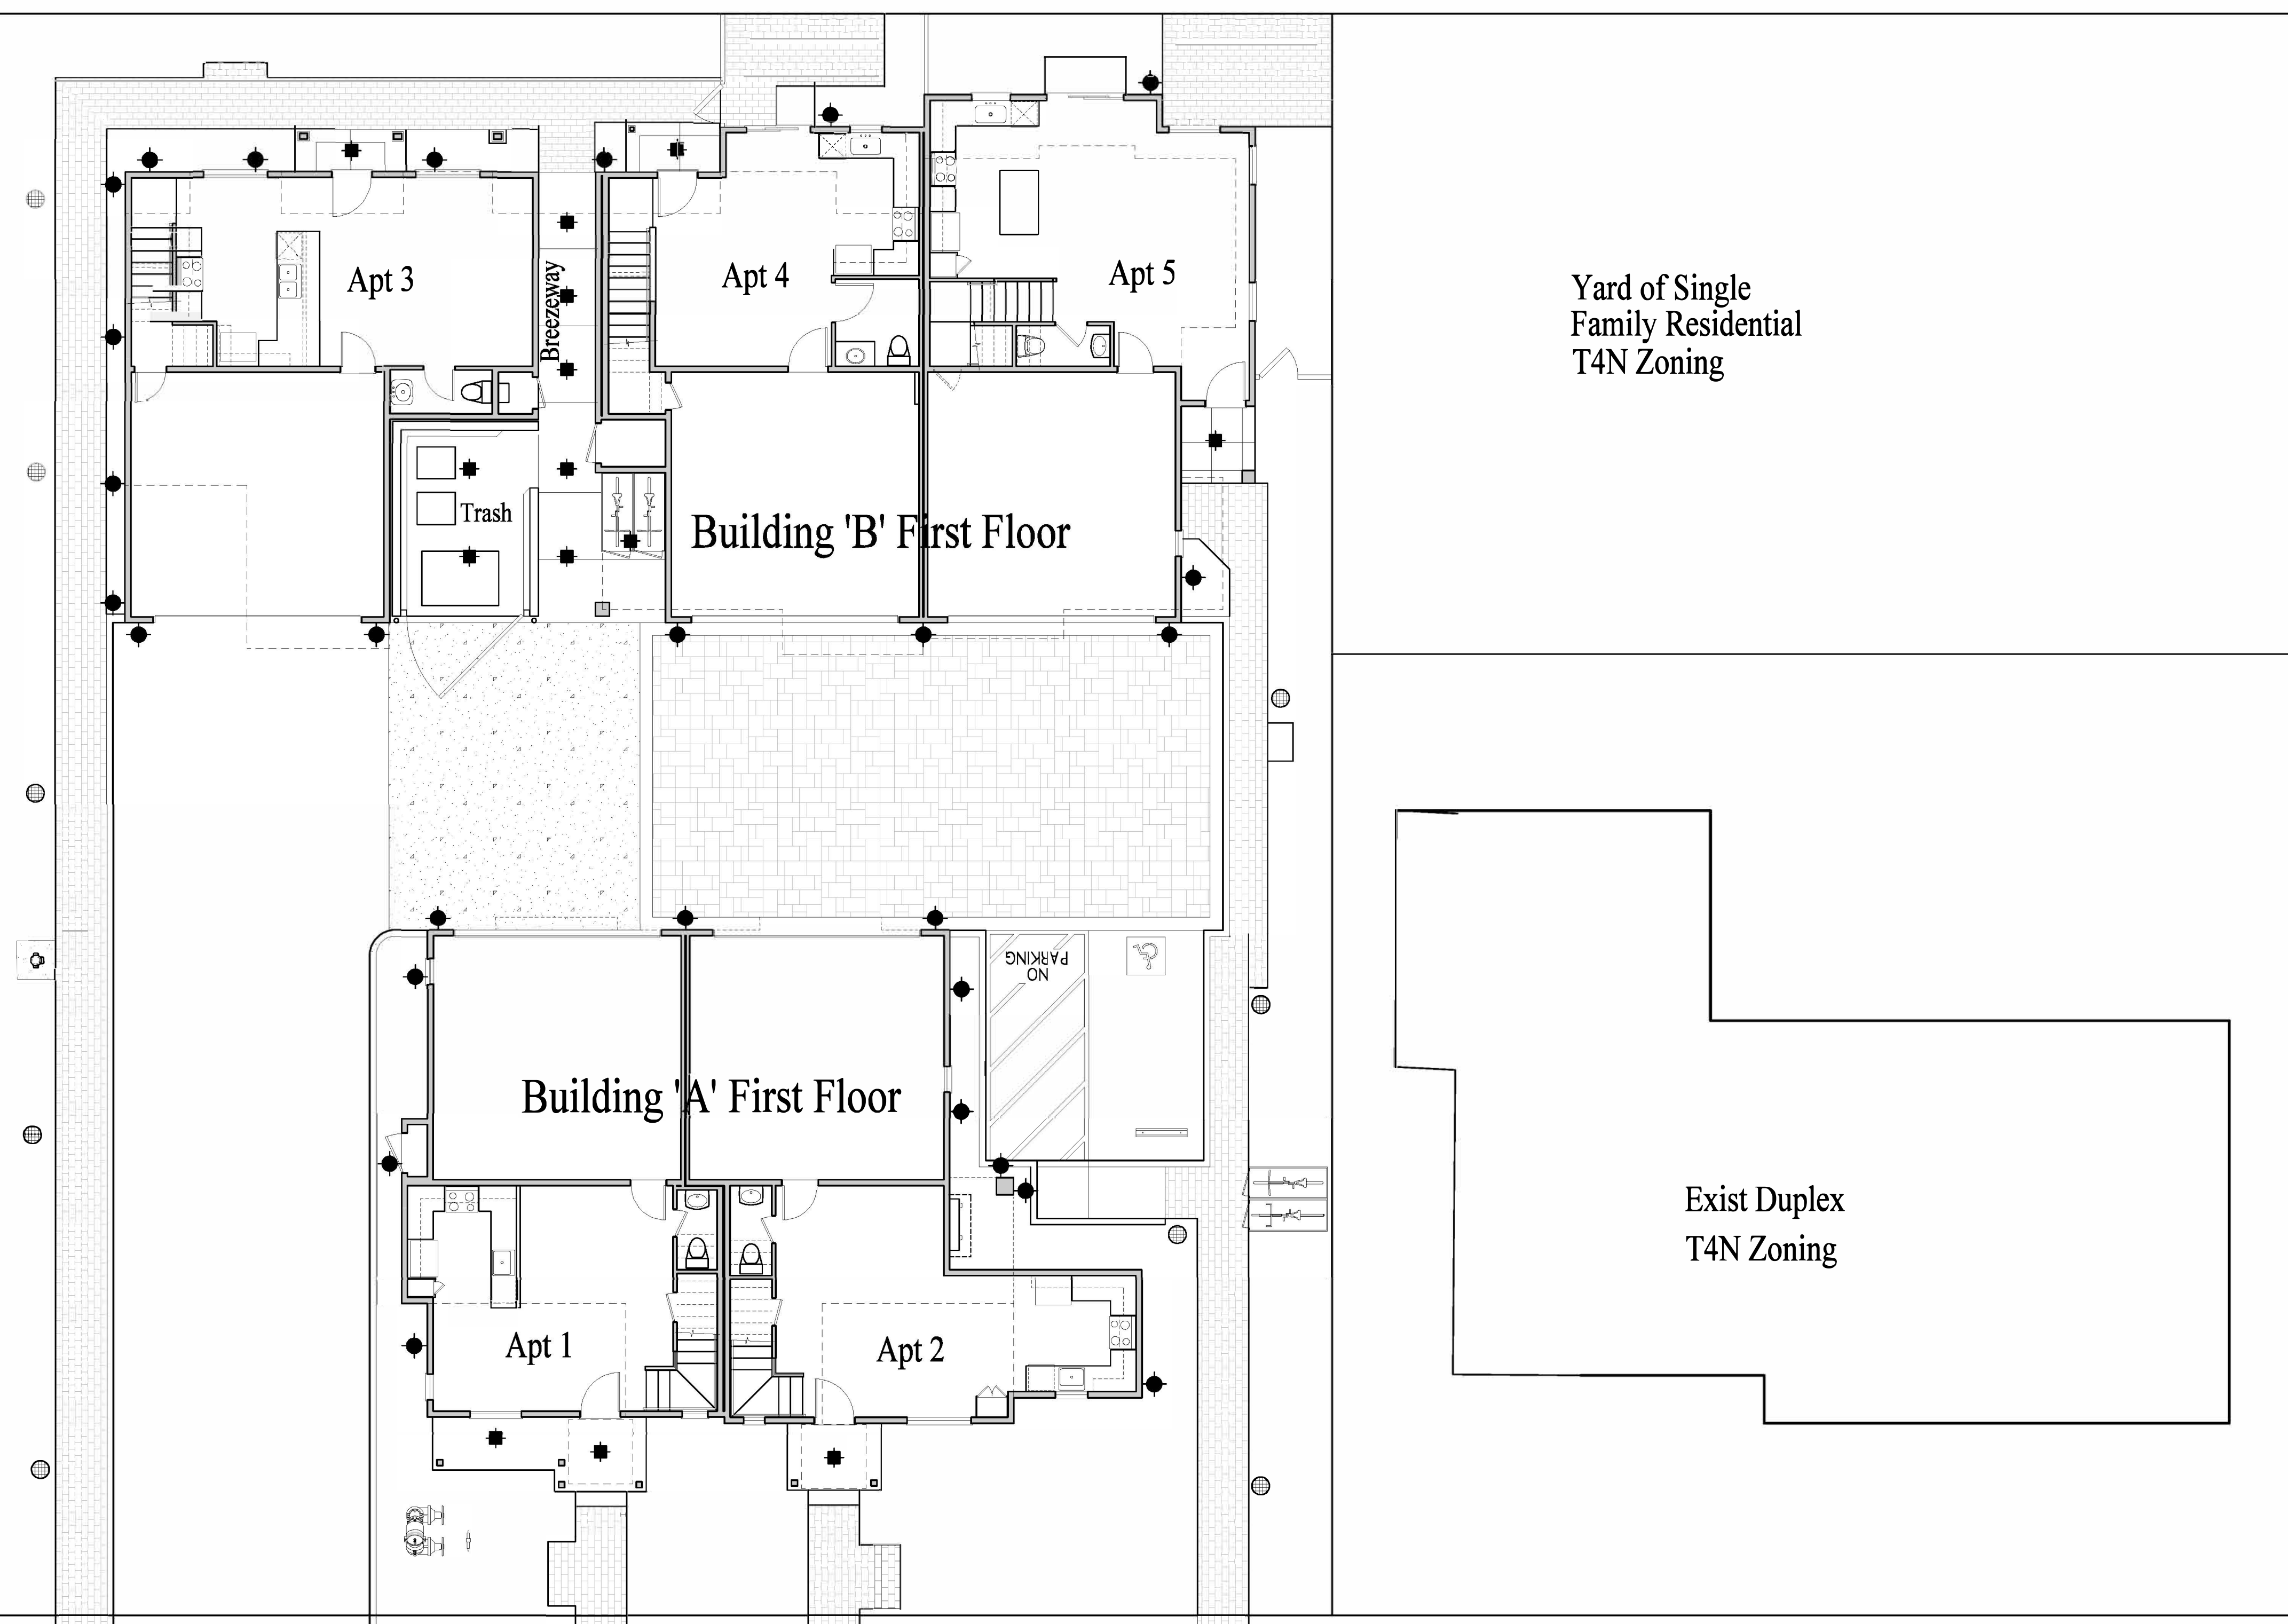 Apt 3
Breezeway
Apt 4
Apt 5
Yard of Single
Family Residential
T4N Zoning
Trash
Building 'B' First Floor
NO
PARKING
Building 'A' First Floor
Exist Duplex
T4N Zoning
Apt 1
Apt 2